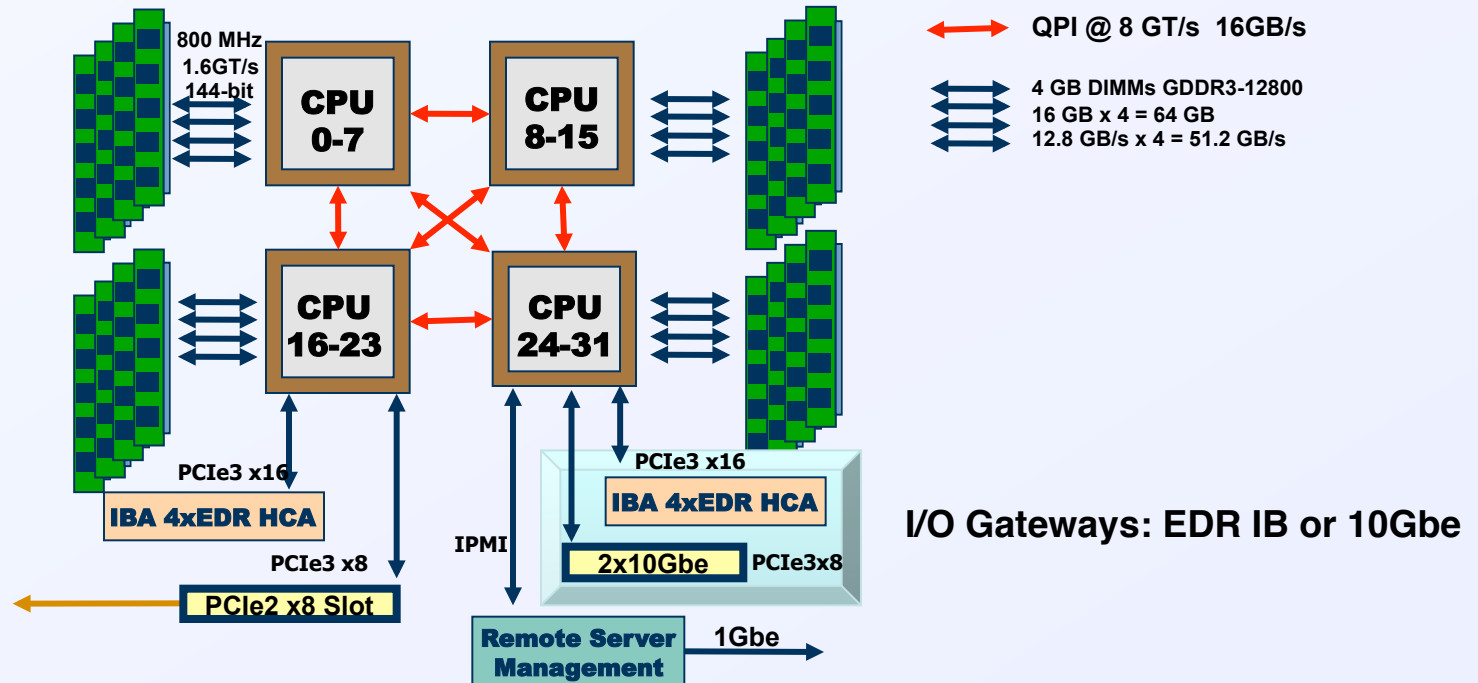 800 MHz
1.6GT/s
144-bit
CPU
0-7
CPU
8-15
QPI @ 8 GT/s 16GB/s
4 GB DIMMs GDDR3-12800
16 GB x 4 = 64 GB
12.8 GB/s x 4 = 51.2 GB/s
CPU
16-23
CPU
24-31
PCIe3 x16
IBA 4xEDR HCA
PCIe3 x8
PCIe2 x8 Slot
IPMI
PCIe3 x16
IBA 4xEDR HCA
2x10Gbe
PCIe3x8
Remote Server
Management
1Gbe
I/O Gateways: EDR IB or 10Gbe